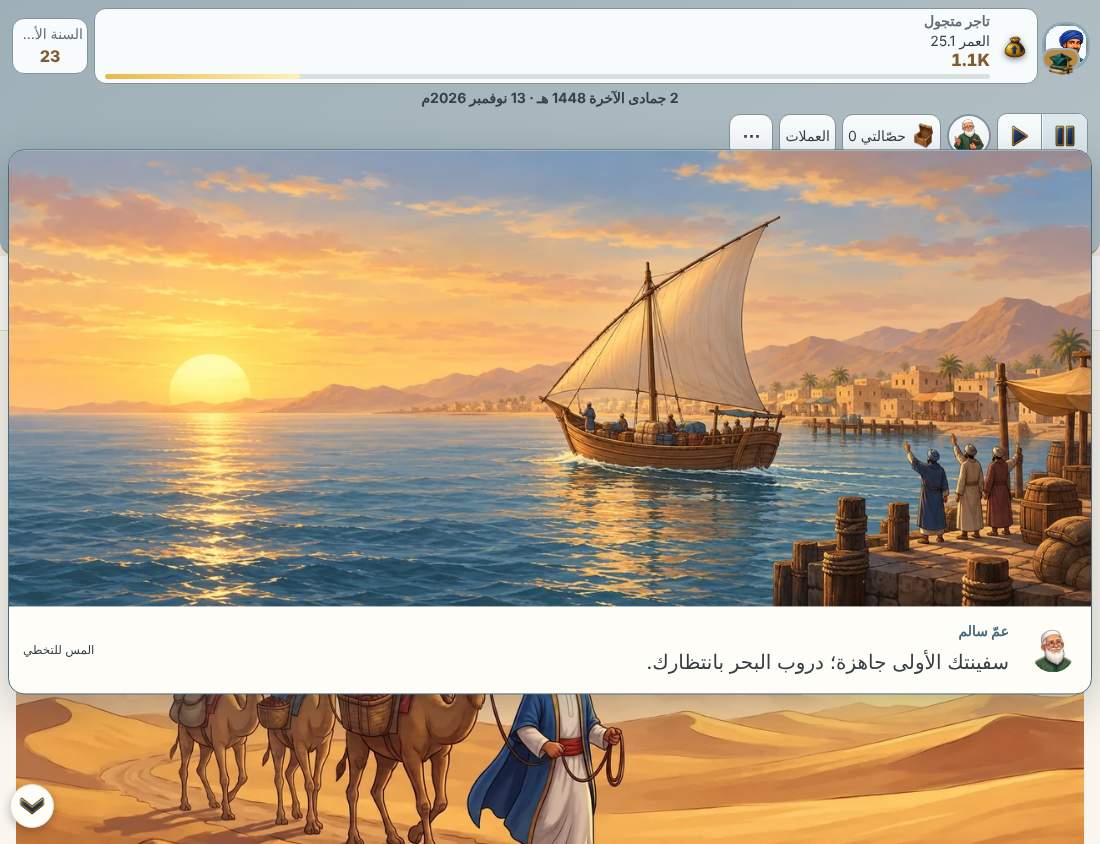 تاجر متجول
العمر 25.1
1.1K
السنة الأ...
23
2 جمادى الآخرة 1448 هـ · 13 نوفمبر 2026م
حصّالتي 0
العملات
...
عمّ سالم
سفينتك الأولى جاهزة؛ دروب البحر بانتظارك.
المس للتخطي